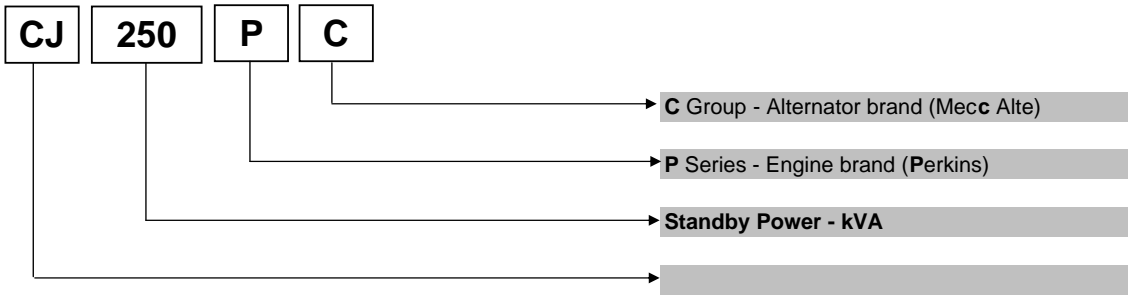 CJ 250 P C
C Group - Alternator brand (Mecc Alte)
P Series - Engine brand (Perkins)
Standby Power - kVA